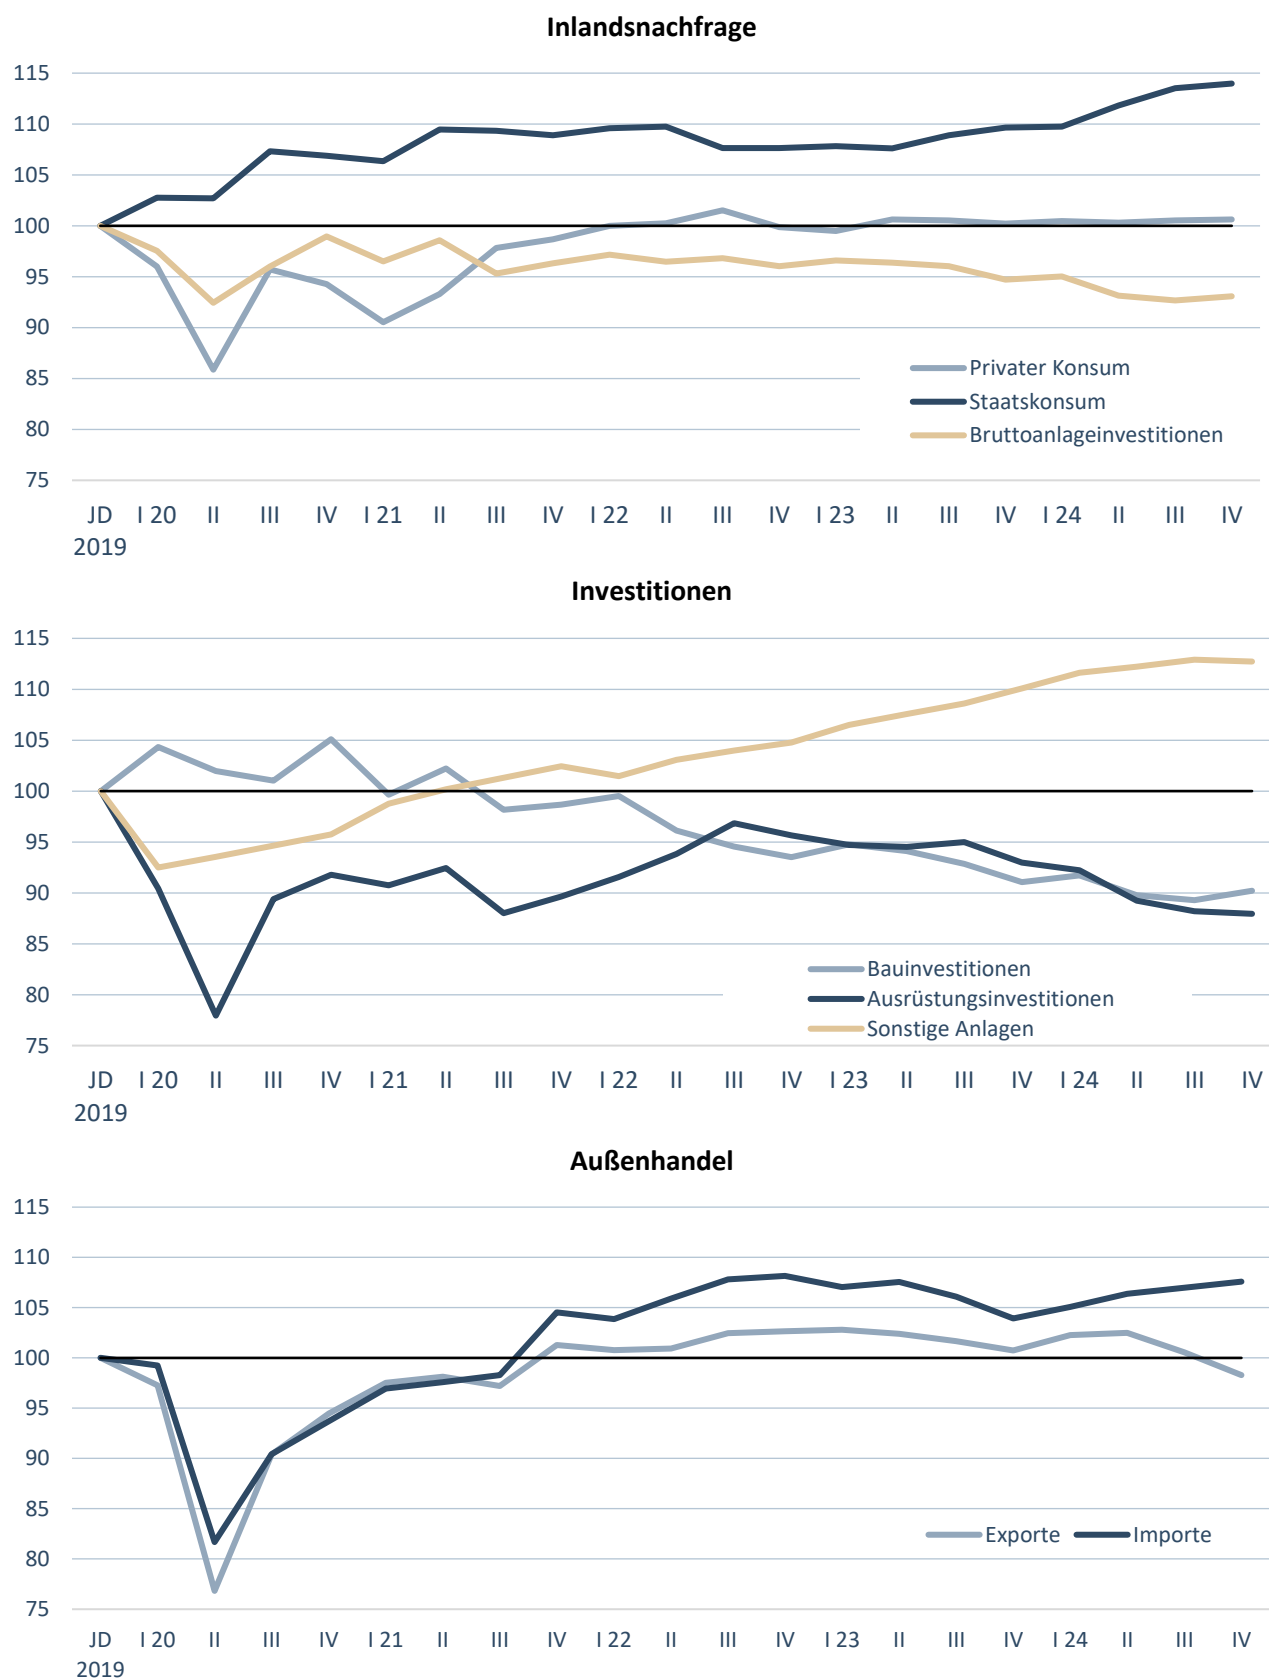 Inlandsnachfrage
115
110
105
100
95
90
85
80
75
Privater Konsum
Staatskonsum
Bruttoanlageinvestitionen
JD I 20 II III IV I 21 II III IV I 22 II III IV I 23 II III IV I 24 II III IV
2019
Investitionen
115
110
105
100
95
90
85
80
75
Bauinvestitionen
Ausrüstungsinvestitionen
Sonstige Anlagen
JD I 20 II III IV I 21 II III IV I 22 II III IV I 23 II III IV I 24 II III IV
2019
Außenhandel
115
110
105
100
95
90
85
80
75
Exporte Importe
JD I 20 II III IV I 21 II III IV I 22 II III IV I 23 II III IV I 24 II III IV
2019